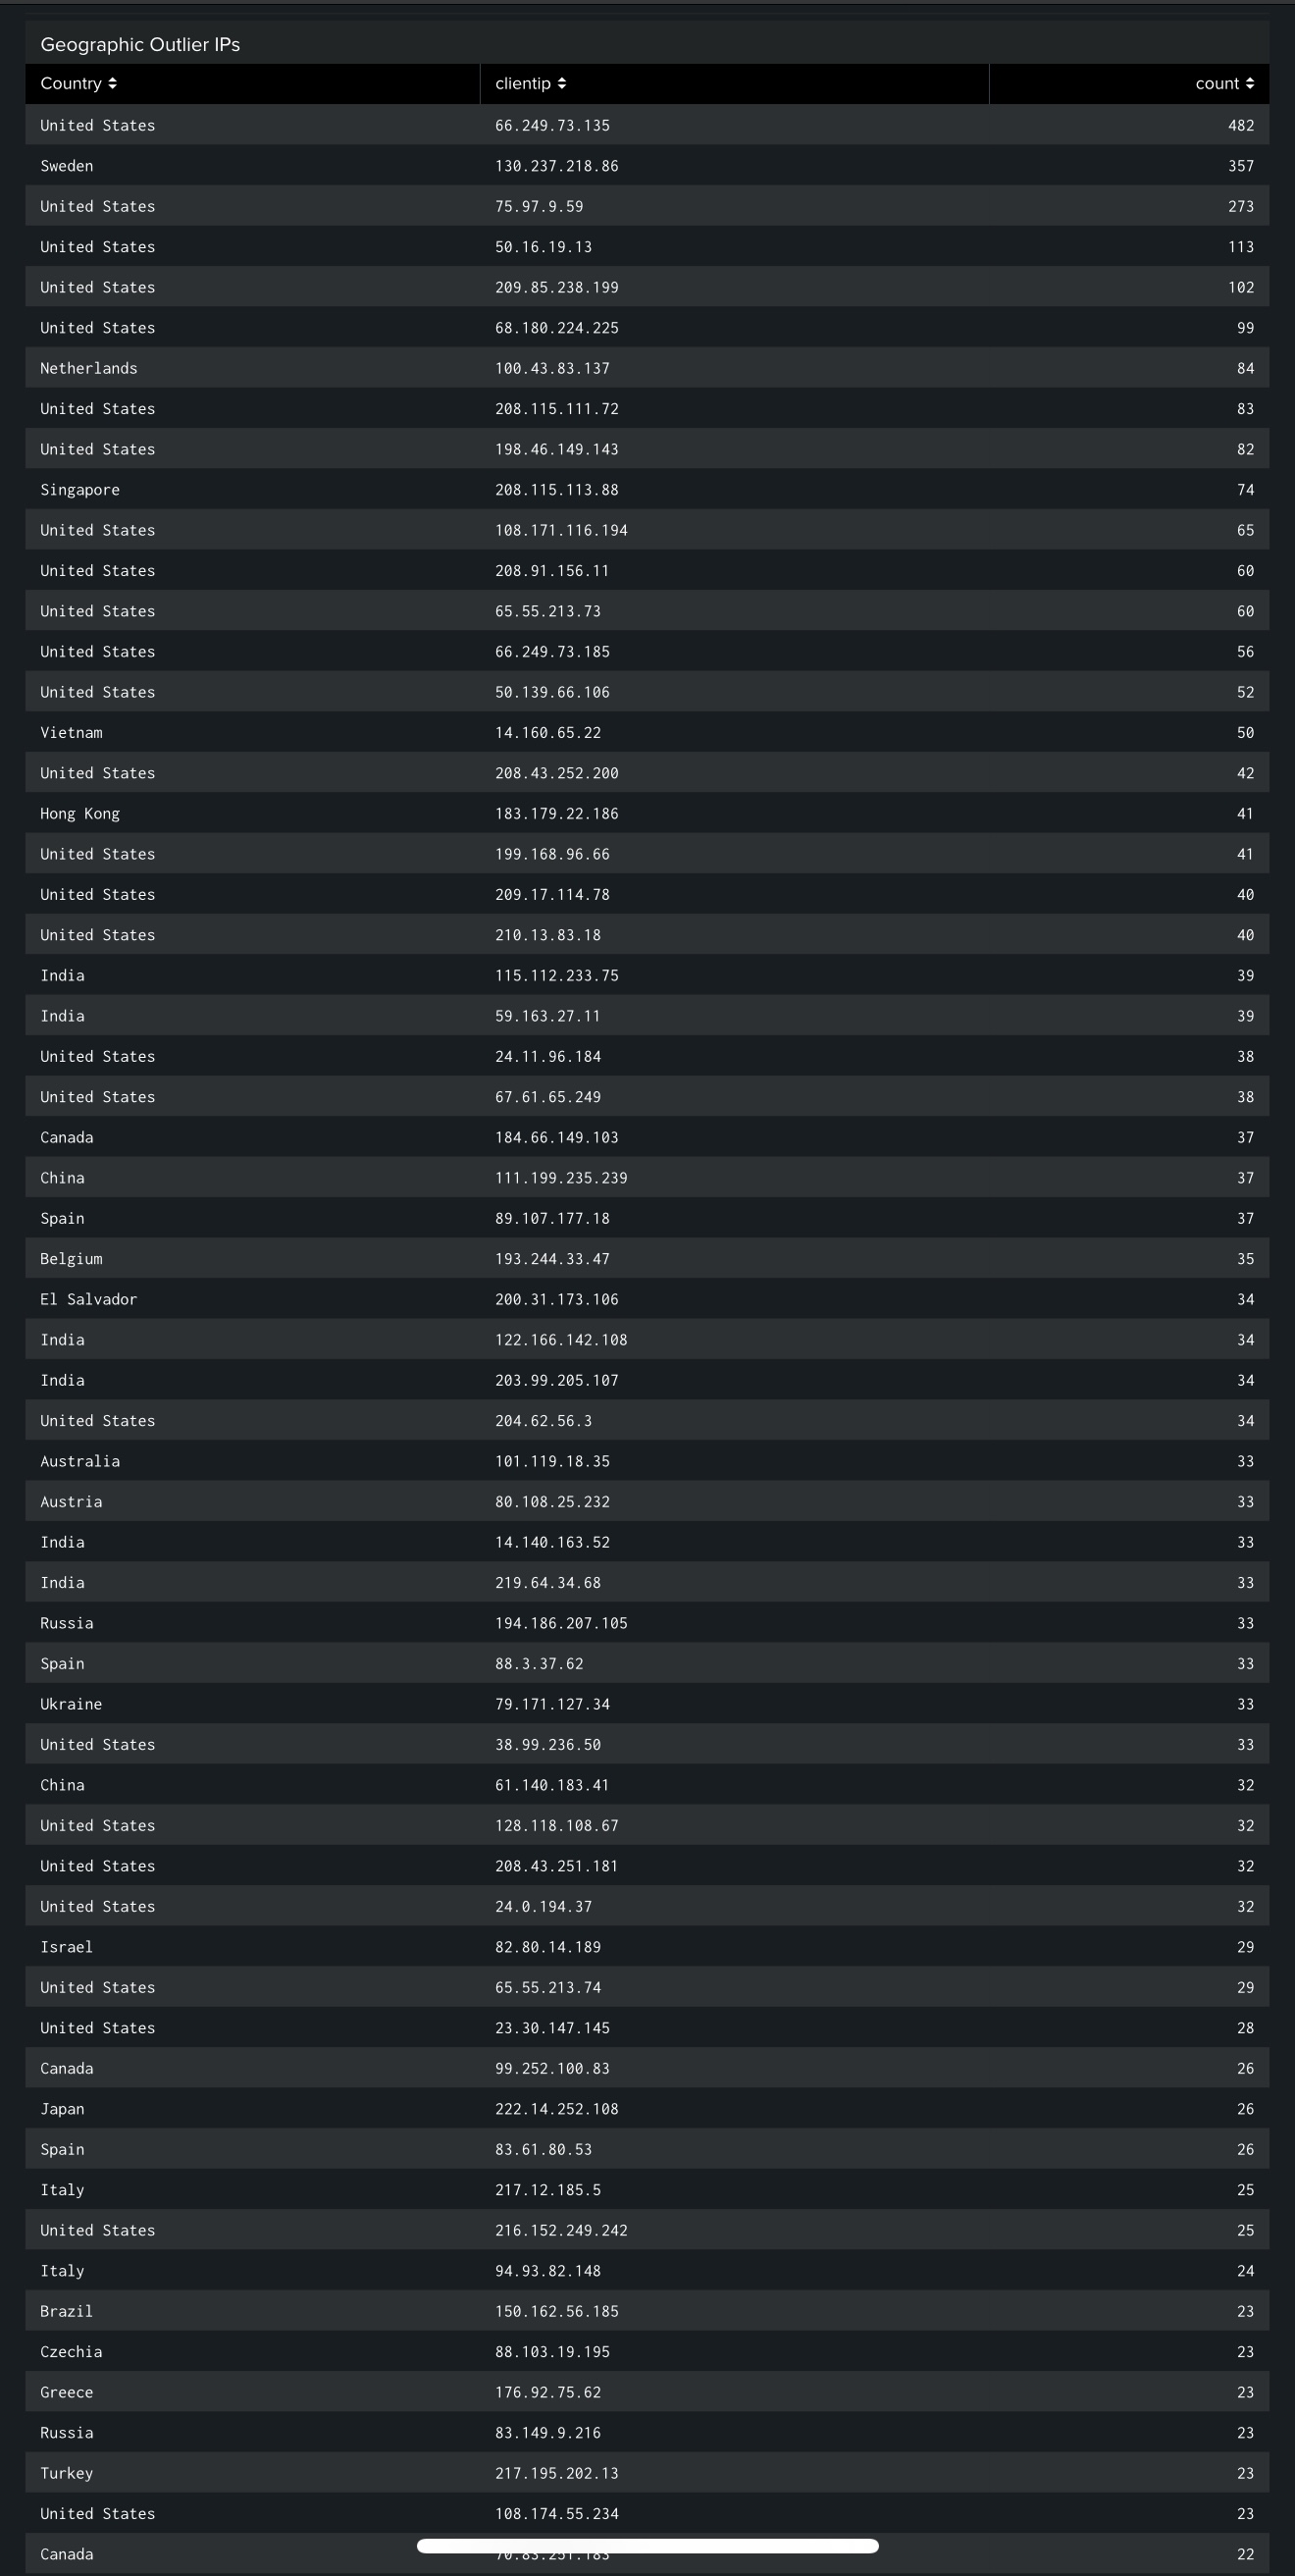 Geographic Outlier IPs
Country clientip count
United States 66.249.73.135 482
Sweden 130.237.218.86 357
United States 75.97.9.59 273
United States 50.16.19.13 113
United States 209.85.238.199 102
United States 68.180.224.225 99
Netherlands 100.43.83.137 84
United States 208.115.111.72 83
United States 198.46.149.143 82
Singapore 208.115.113.88 74
United States 108.171.116.194 65
United States 208.91.156.11 60
United States 65.55.213.73 60
United States 66.249.73.185 56
United States 50.139.66.106 52
Vietnam 14.160.65.22 50
United States 208.43.252.200 42
Hong Kong 183.179.22.186 41
United States 199.168.96.66 41
United States 209.17.114.78 40
United States 210.13.83.18 40
India 115.112.233.75 39
India 59.163.27.11 39
United States 24.11.96.184 38
United States 67.61.65.249 38
Canada 184.66.149.103 37
China 111.199.235.239 37
Spain 89.107.177.18 37
Belgium 193.244.33.47 35
El Salvador 200.31.173.106 34
India 122.166.142.108 34
India 203.99.205.107 34
United States 204.62.56.3 34
Australia 101.119.18.35 33
Austria 80.108.25.232 33
India 14.140.163.52 33
India 219.64.34.68 33
Russia 194.186.207.105 33
Spain 88.3.37.62 33
Ukraine 79.171.127.34 33
United States 38.99.236.50 33
China 61.140.183.41 32
United States 128.118.108.67 32
United States 208.43.251.181 32
United States 24.0.194.37 32
Israel 82.80.14.189 29
United States 65.55.213.74 29
United States 23.30.147.145 28
Canada 99.252.100.83 26
Japan 222.14.252.108 26
Spain 83.61.80.53 26
Italy 217.12.185.5 25
United States 216.152.249.242 25
Italy 94.93.82.148 24
Brazil 150.162.56.185 23
Czechia 88.103.19.195 23
Greece 176.92.75.62 23
Russia 83.149.9.216 23
Turkey 217.195.202.13 23
United States 108.174.55.234 23
Canada 22